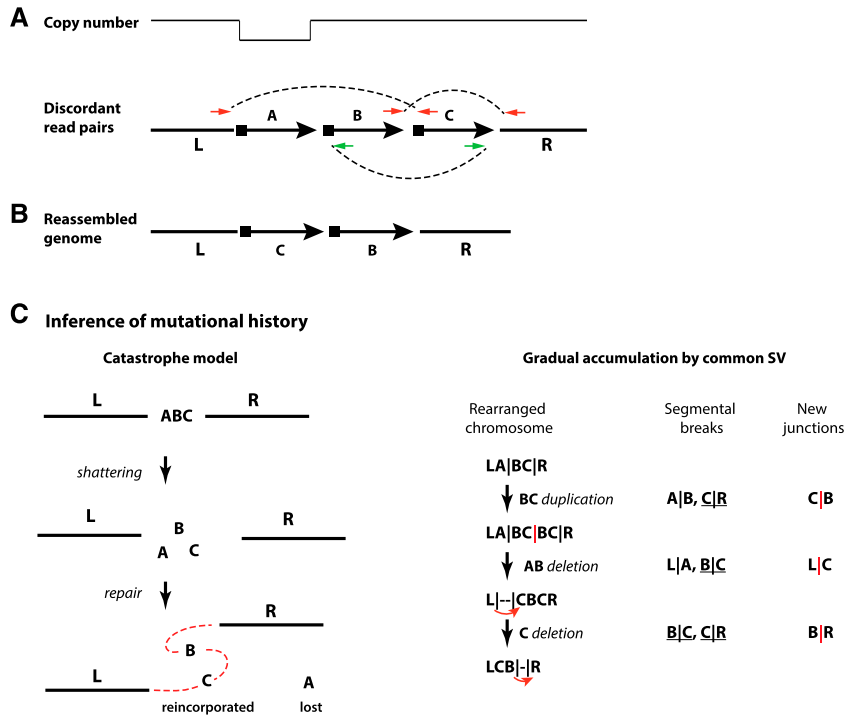 A
Copy number
Discordant
read pairs
A
B
C
L
R
B
Reassembled
genome
L
C
B
R
C
Inference of mutational history
Catastrophe model
L
ABC
R
shattering
L
B
A
C
R
repair
R
B
C
L
A
reincorporated
lost
Gradual accumulation by common SV
Rearranged
chromosome
Segmental
breaks
New
junctions
LA|BC|R
BC duplication
A|B, C|R
C|B
LA|BC|BC|R
AB deletion
L|A, B|C
L|C
L|--|CBCR
C deletion
B|C, C|R
B|R
LCB|-|R